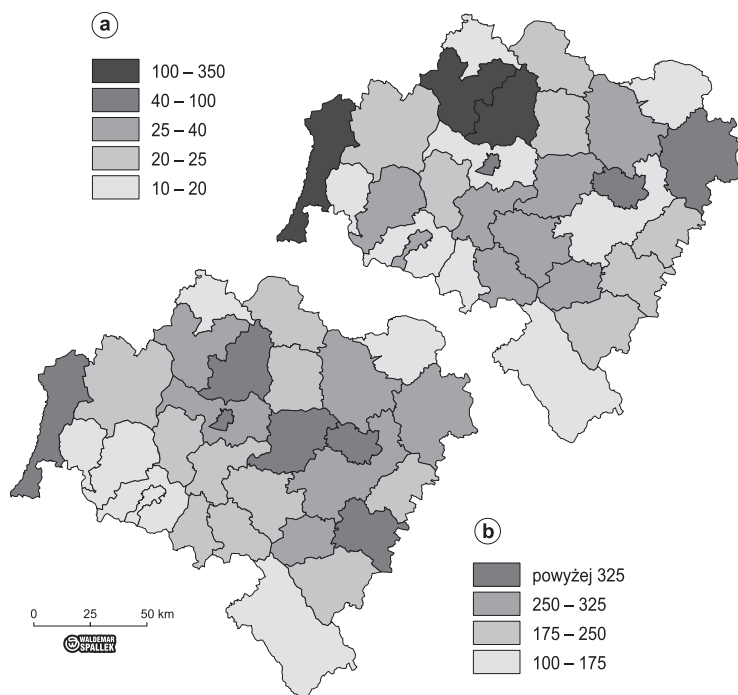 a
100 – 350
40 – 100
25 – 40
20 – 25
10 – 20
b
powyżej 325
250 – 325
175 – 250
100 – 175
0 25 50 km
WALDEMAR
SPALLEK